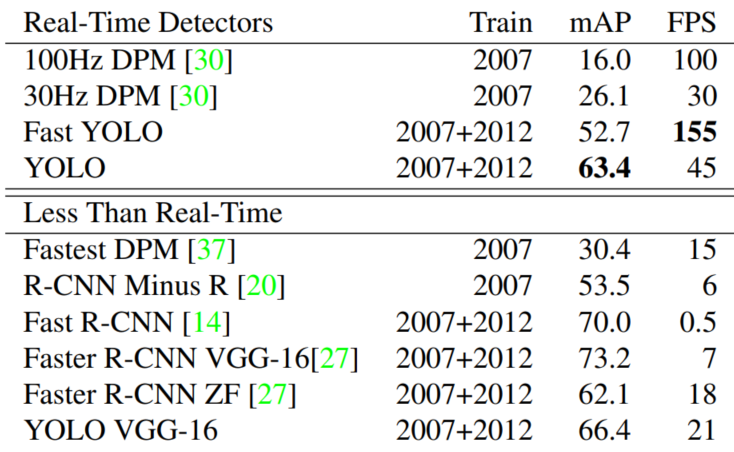 Real-Time Detectors Train mAP FPS
100Hz DPM [30] 2007 16.0 100
30Hz DPM [30] 2007 26.1 30
Fast YOLO 2007+2012 52.7 155
YOLO 2007+2012 63.4 45
Less Than Real-Time
Fastest DPM [37] 2007 30.4 15
R-CNN Minus R [20] 2007 53.5 6
Fast R-CNN [14] 2007+2012 70.0 0.5
Faster R-CNN VGG-16[27] 2007+2012 73.2 7
Faster R-CNN ZF [27] 2007+2012 62.1 18
YOLO VGG-16 2007+2012 66.4 21